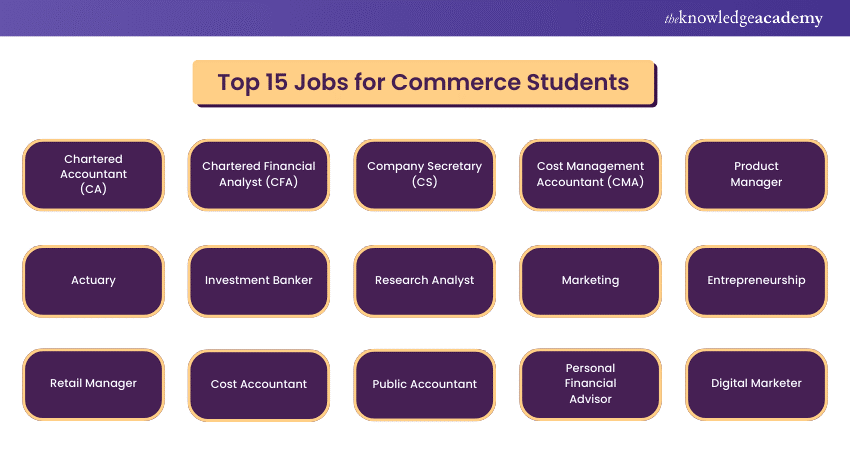 theknowledgeacademy
Top 15 Jobs for Commerce Students
Chartered
Accountant
(CA)
Chartered Financial
Analyst (CFA)
Company Secretary
(CS)
Cost Management
Accountant (CMA)
Product
Manager
Actuary
Investment Banker
Research Analyst
Marketing
Entrepreneurship
Retail Manager
Cost Accountant
Public Accountant
Personal
Financial
Advisor
Digital Marketer